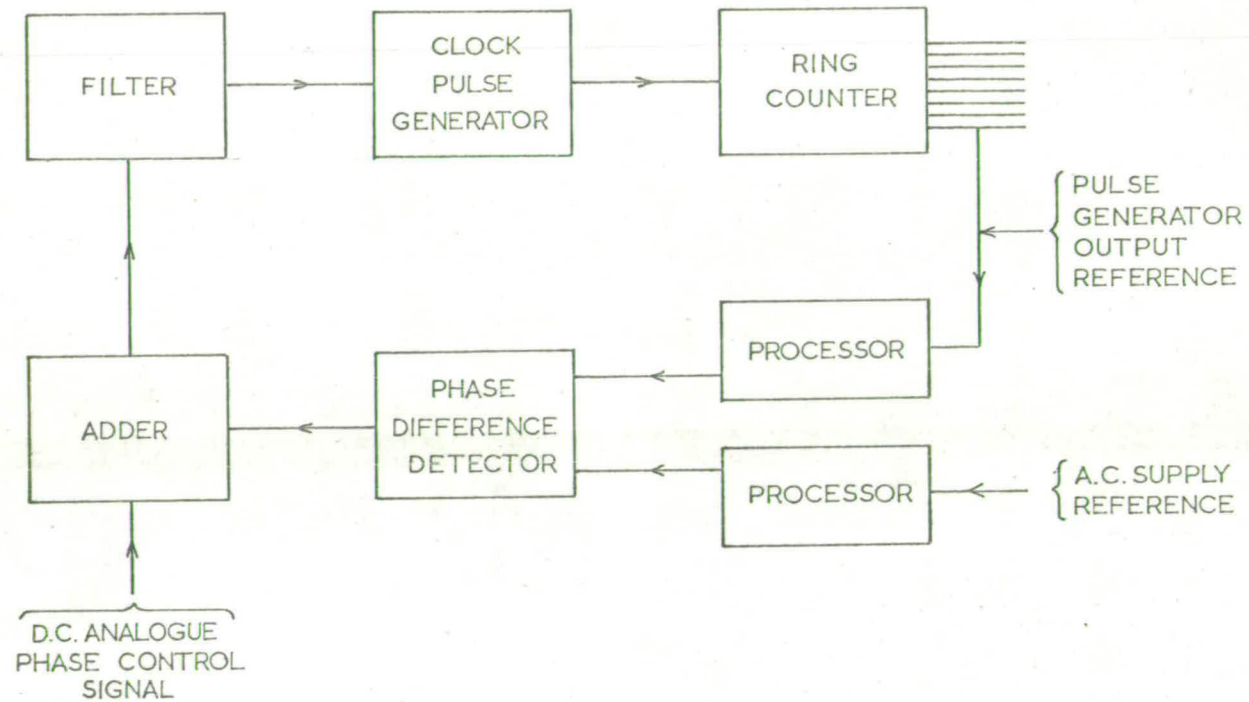 FILTER
CLOCK
PULSE
GENERATOR
RING
COUNTER
PULSE
GENERATOR
OUTPUT
REFERENCE
PROCESSOR
ADDER
PHASE
DIFFERENCE
DETECTOR
PROCESSOR
A.C. SUPPLY
REFERENCE
D.C. ANALOGUE
PHASE CONTROL
SIGNAL